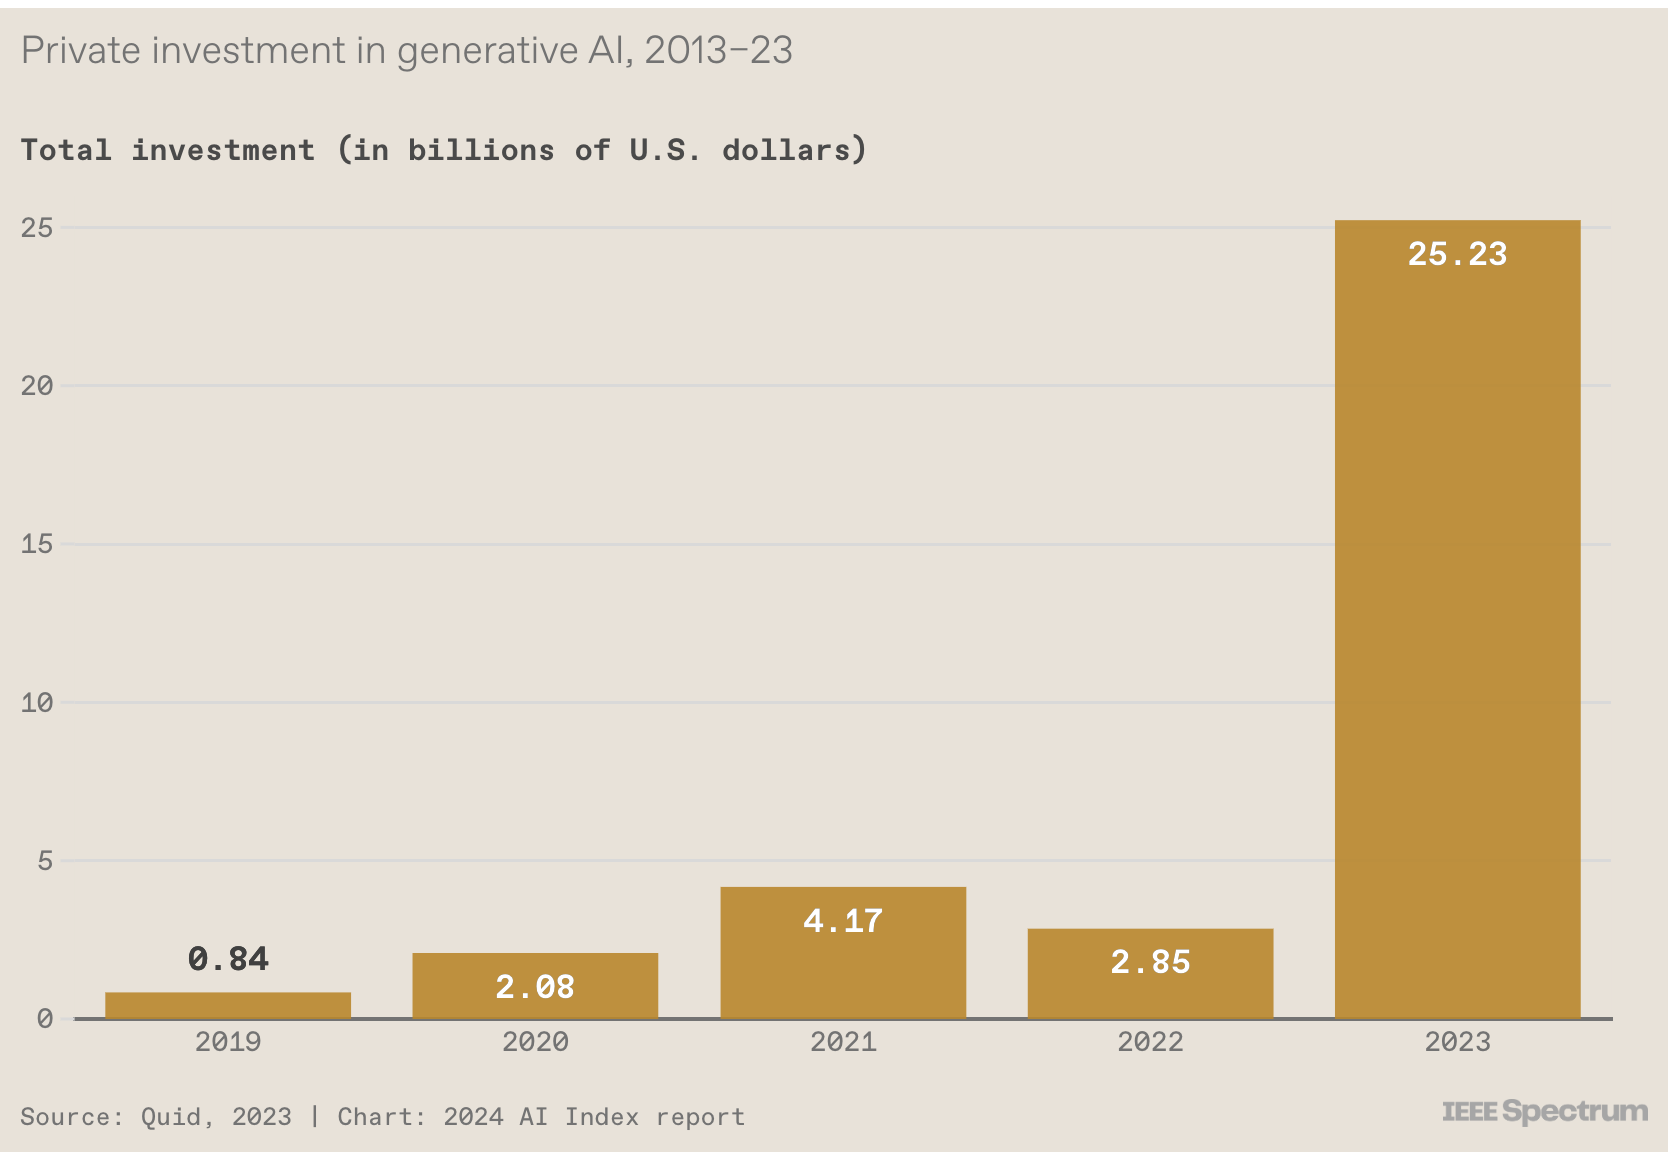 Private investment in generative AI, 2013–23
Total investment (in billions of U.S. dollars)
25
25.23
20
15
10
5
4.17
0.84
2.85
2.08
0
2019 2020 2021 2022 2023
Source: Quid, 2023 | Chart: 2024 AI Index report
IEEE Spectrum